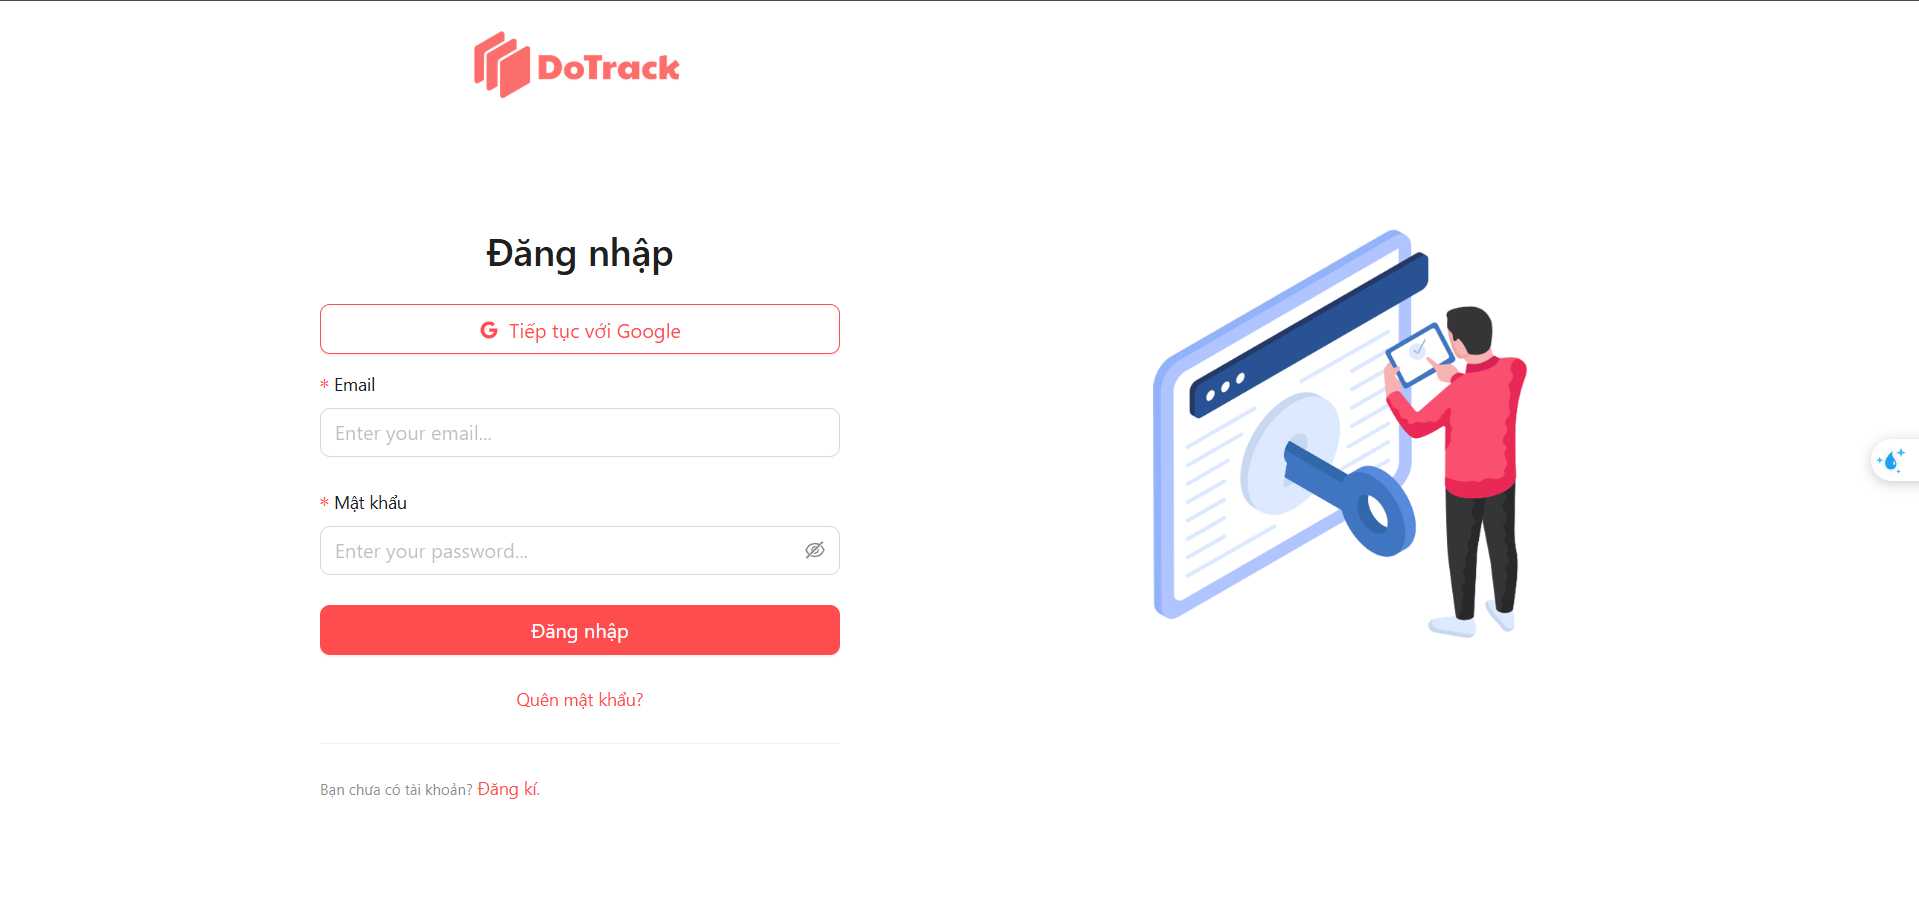 DoTrack
Đăng nhập
Tiếp tục với Google
* Email
Enter your email...
* Mật khẩu
Enter your password...
Đăng nhập
Quên mật khẩu?
Bạn chưa có tài khoản? Đăng kí.